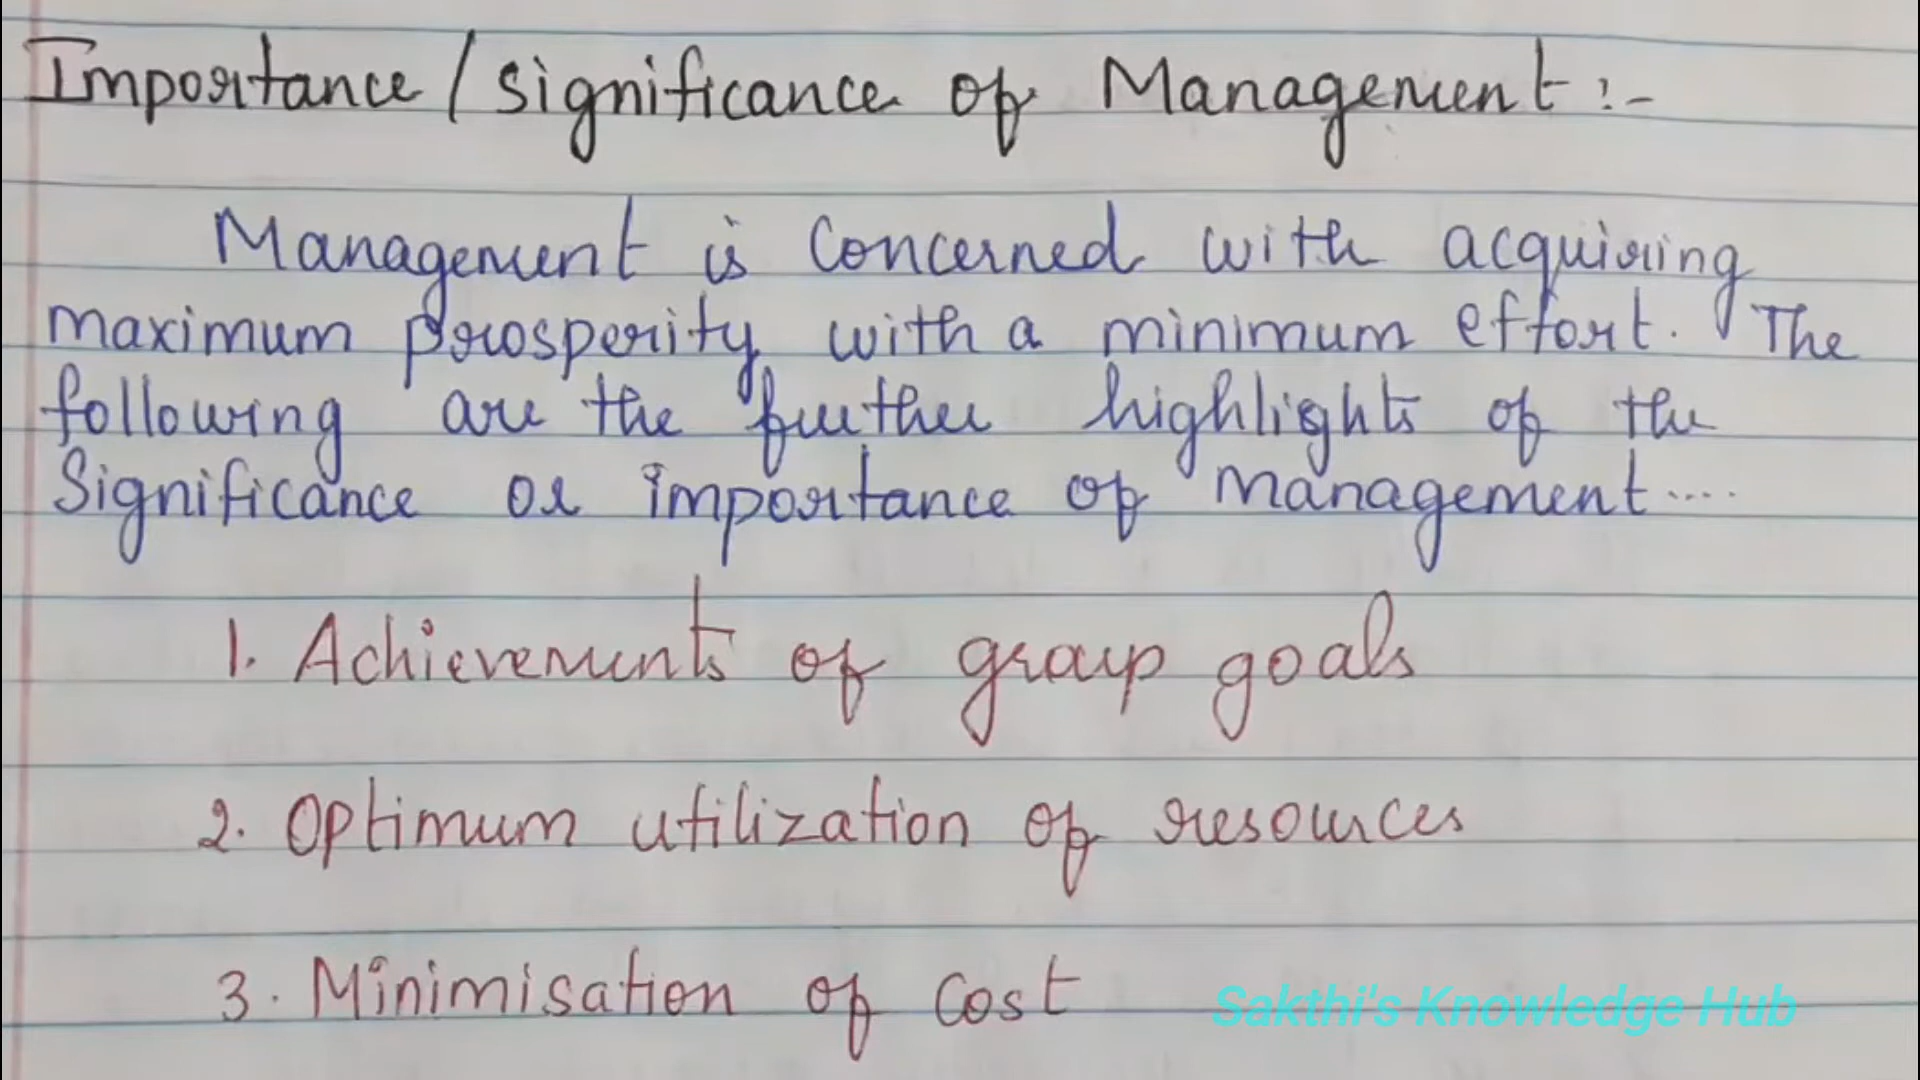 Importance/Significance of Management :-
Management is Concerned with acquiring
maximum prosperity with a minimum effort. The
following are the further highlights of the
Significance or importance of management....
1. Achievements of group goals
2. Optimum utilization of resources
3. Minimisation of Cost
Sakthi's Knowledge Hub